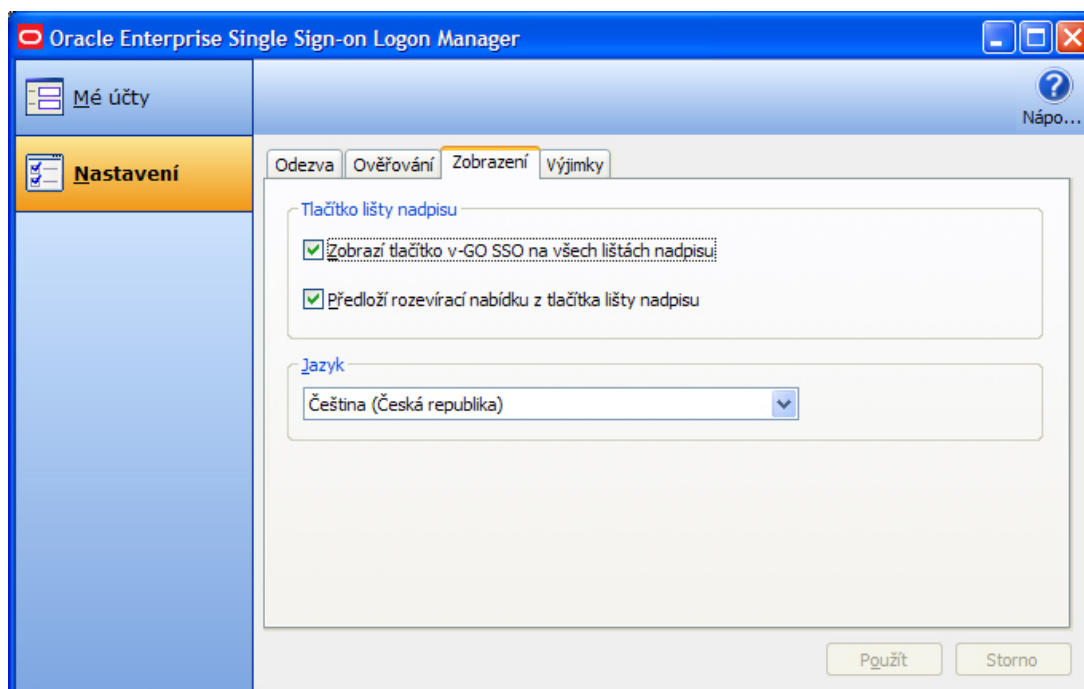 Oracle Enterprise Single Sign-on Logon Manager
Mé účty
Nápo...
Nastavení
Odezva Ověřování Zobrazení Výjimky
Tlačítko lišty nadpisu
Zobrazí tlačítko v-GO SSO na všech lištách nadpisu
Předloží rozevírací nabídku z tlačítka lišty nadpisu
Jazyk
Čeština (Česká republika)
Použít Storno